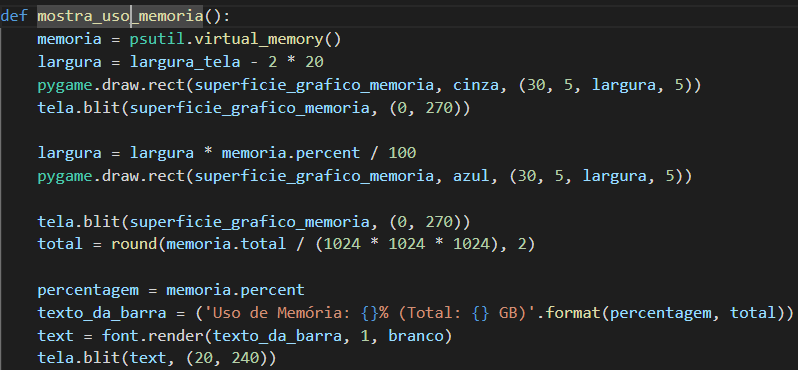 def mostra_uso_memoria():
    memoria = psutil.virtual_memory()
    largura = largura_tela - 2 * 20
    pygame.draw.rect(superficie_grafico_memoria, cinza, (30, 5, largura, 5))
    tela.blit(superficie_grafico_memoria, (0, 270))
    largura = largura * memoria.percent / 100
    pygame.draw.rect(superficie_grafico_memoria, azul, (30, 5, largura, 5))
    tela.blit(superficie_grafico_memoria, (0, 270))
    total = round(memoria.total / (1024 * 1024 * 1024), 2)
    percentagem = memoria.percent
    texto_da_barra = ('Uso de Memória: {}% (Total: {} GB)'.format(percentagem, total))
    text = font.render(texto_da_barra, 1, branco)
    tela.blit(text, (20, 240))